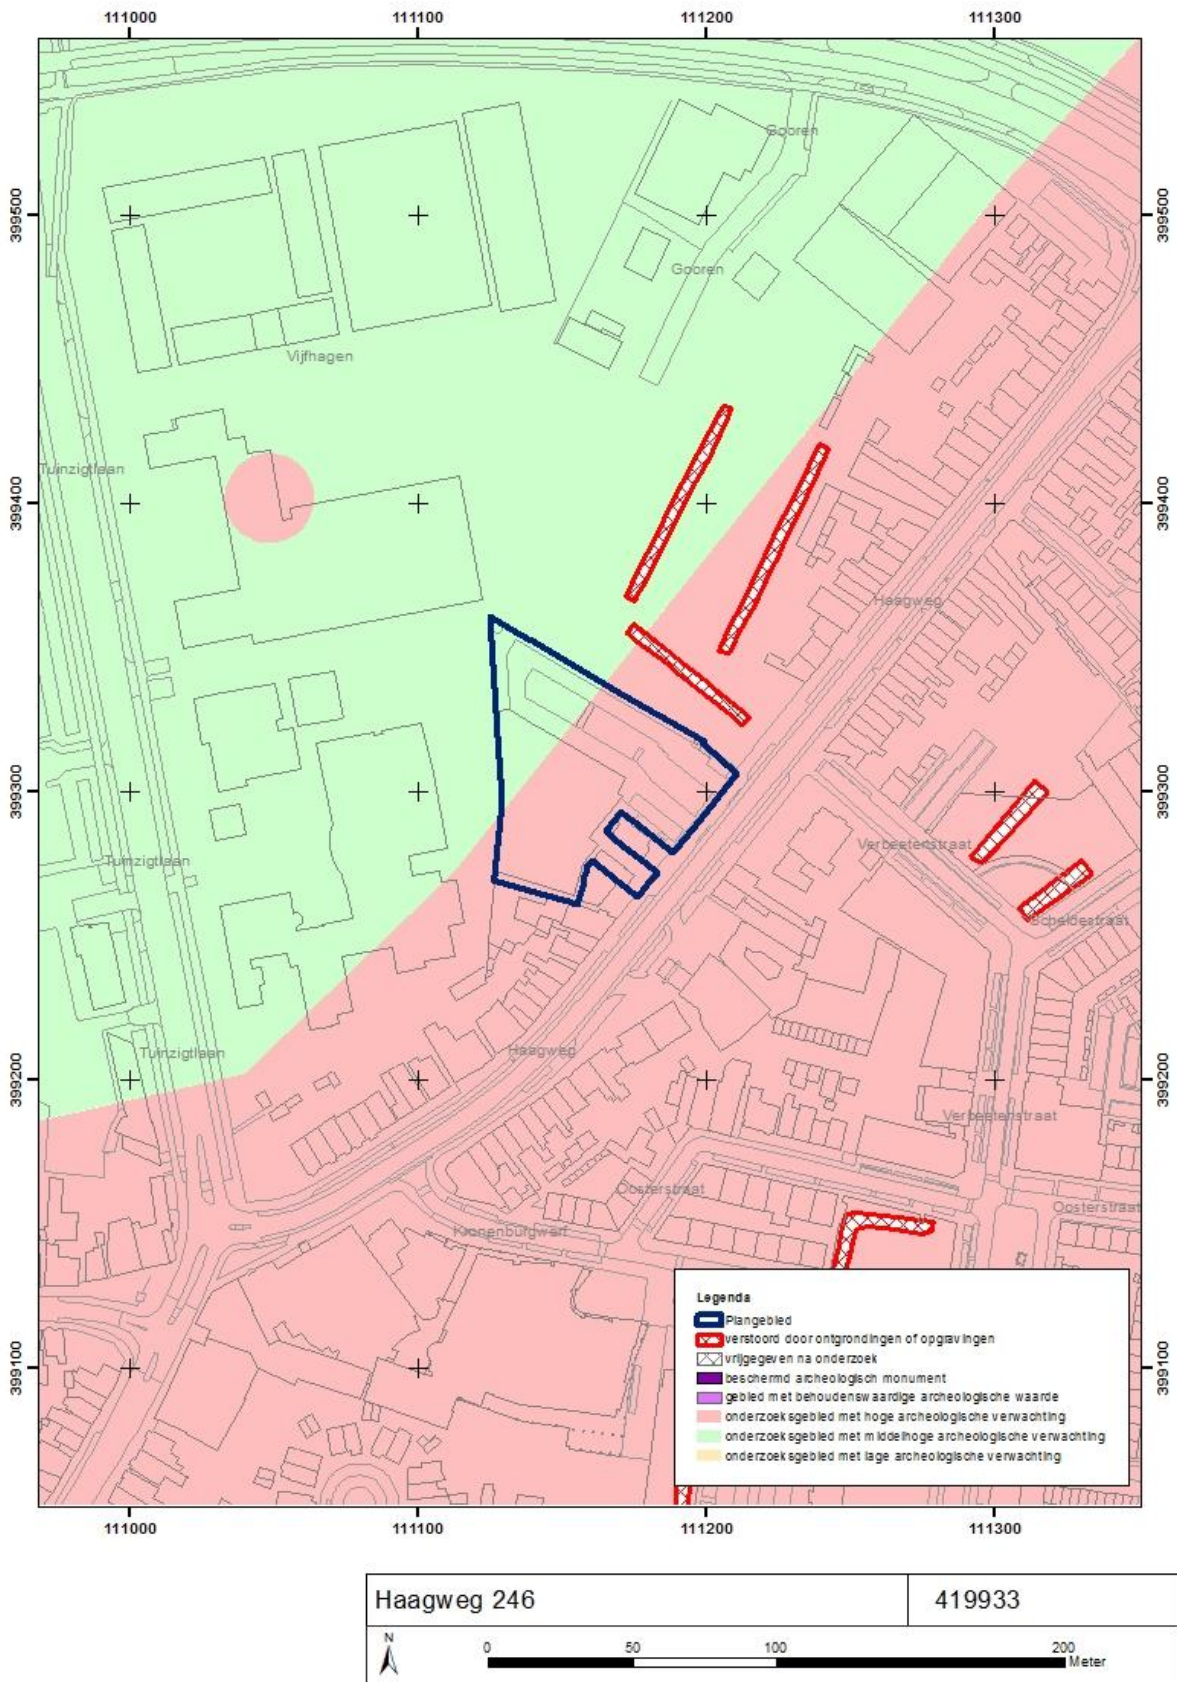 111000 111100 111200 111300
Gooren
399500 399500
Gooren
Vijfhagen
Tuinzigtlaan
399400 399400
Haagweg
399300 399300
Verbeetenstraat
Tuinzigtlaan
Scheldestraat
Tuinzigtlaan
Haagweg
399200 399200
Verbeetenstraat
Oosterstraat
Oosterstraat
Kronenburgwerf
Legenda
Plangebied
verstoord door ontgrondingen of opgravingen
vrijgegeven na onderzoek
399100 399100
beschermd archeologisch monument
gebied met behoudenswaardige archeologische waarde
onderzoeksgebied met hoge archeologische verwachting
onderzoeksgebied met middelhoge archeologische verwachting
onderzoeksgebied met lage archeologische verwachting
111000 111100 111200 111300
Haagweg 246 419933
N
0 50 100 200
Meter